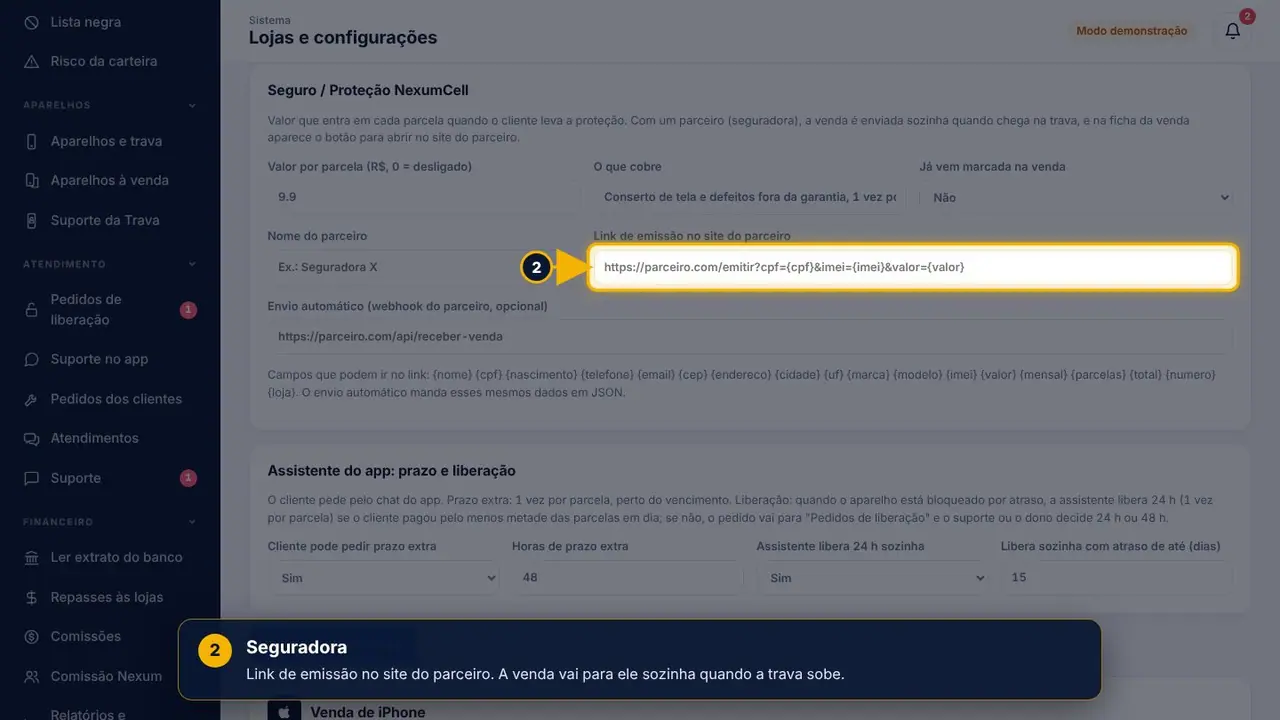 Lista negra
Risco da carteira
APARELHOS
Aparelhos e trava
Aparelhos à venda
Suporte da Trava
ATENDIMENTO
Pedidos de
liberação
1
Suporte no app
Pedidos dos clientes
Atendimentos
Suporte
1
FINANCEIRO
Ler extrato do banco
Repasses às lojas
Comissões
Comissão Nexum
Relatórios e
Sistema
Lojas e configurações
Modo demonstração
2
Seguro / Proteção NexumCell
Valor que entra em cada parcela quando o cliente leva a proteção. Com um parceiro (seguradora), a venda é enviada sozinha quando chega na trava, e na ficha da venda
aparece o botão para abrir no site do parceiro.
Valor por parcela (R$, 0 = desligado)
O que cobre
Já vem marcada na venda
9.9
Conserto de tela e defeitos fora da garantia, 1 vez po
Não
Nome do parceiro
Link de emissão no site do parceiro
Ex.: Seguradora X
2
https://parceiro.com/emitir?cpf={cpf}&imei={imei}&valor={valor}
Envio automático (webhook do parceiro, opcional)
https://parceiro.com/api/receber-venda
Campos que podem ir no link: {nome} {cpf} {nascimento} {telefone} {email} {cep} {endereco} {cidade} {uf} {marca} {modelo} {imei} {valor} {mensal} {parcelas} {total} {numero}
{loja}. O envio automático manda esses mesmos dados em JSON.
Assistente do app: prazo e liberação
O cliente pede pelo chat do app. Prazo extra: 1 vez por parcela, perto do vencimento. Liberação: quando o aparelho está bloqueado por atraso, a assistente libera 24 h (1 vez
por parcela) se o cliente pagou pelo menos metade das parcelas em dia; se não, o pedido vai para "Pedidos de liberação" e o suporte ou o dono decide 24 h ou 48 h.
Cliente pode pedir prazo extra
Horas de prazo extra
Assistente libera 24 h sozinha
Libera sozinha com atraso de até (dias)
Sim
48
Sim
15
2
Seguradora
Link de emissão no site do parceiro. A venda vai para ele sozinha quando a trava sobe.
Venda de iPhone